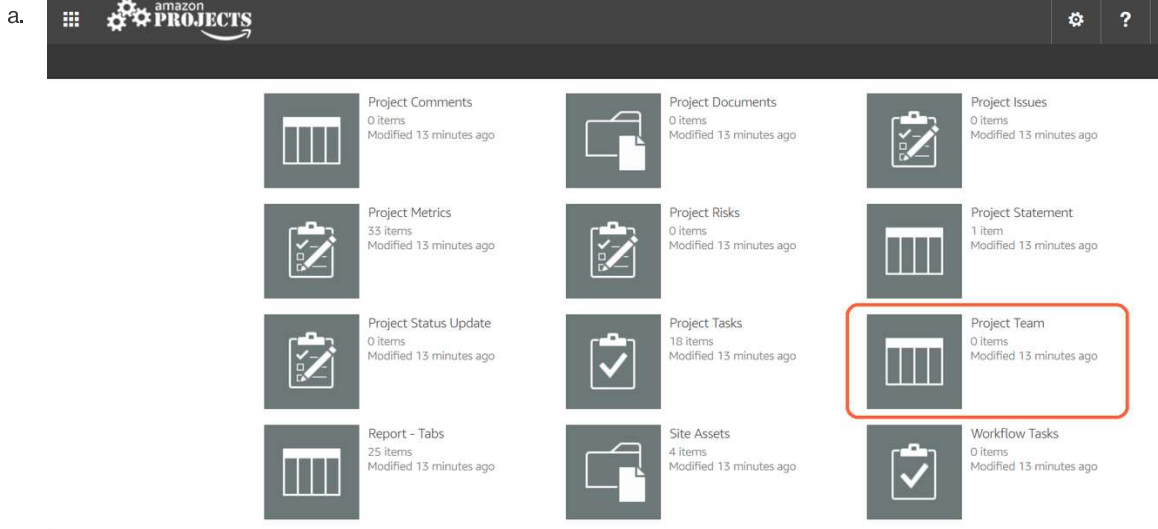 a.
amazon
PROJECTS
?
Project Comments
0 items
Modified 13 minutes ago
Project Documents
0 items
Modified 13 minutes ago
Project Issues
0 items
Modified 13 minutes ago
Project Metrics
33 items
Modified 13 minutes ago
Project Risks
0 items
Modified 13 minutes ago
Project Statement
1 item
Modified 13 minutes ago
Project Status Update
0 items
Modified 13 minutes ago
Project Tasks
18 items
Modified 13 minutes ago
Project Team
0 items
Modified 13 minutes ago
Report - Tabs
25 items
Modified 13 minutes ago
Site Assets
4 items
Modified 13 minutes ago
Workflow Tasks
0 items
Modified 13 minutes ago